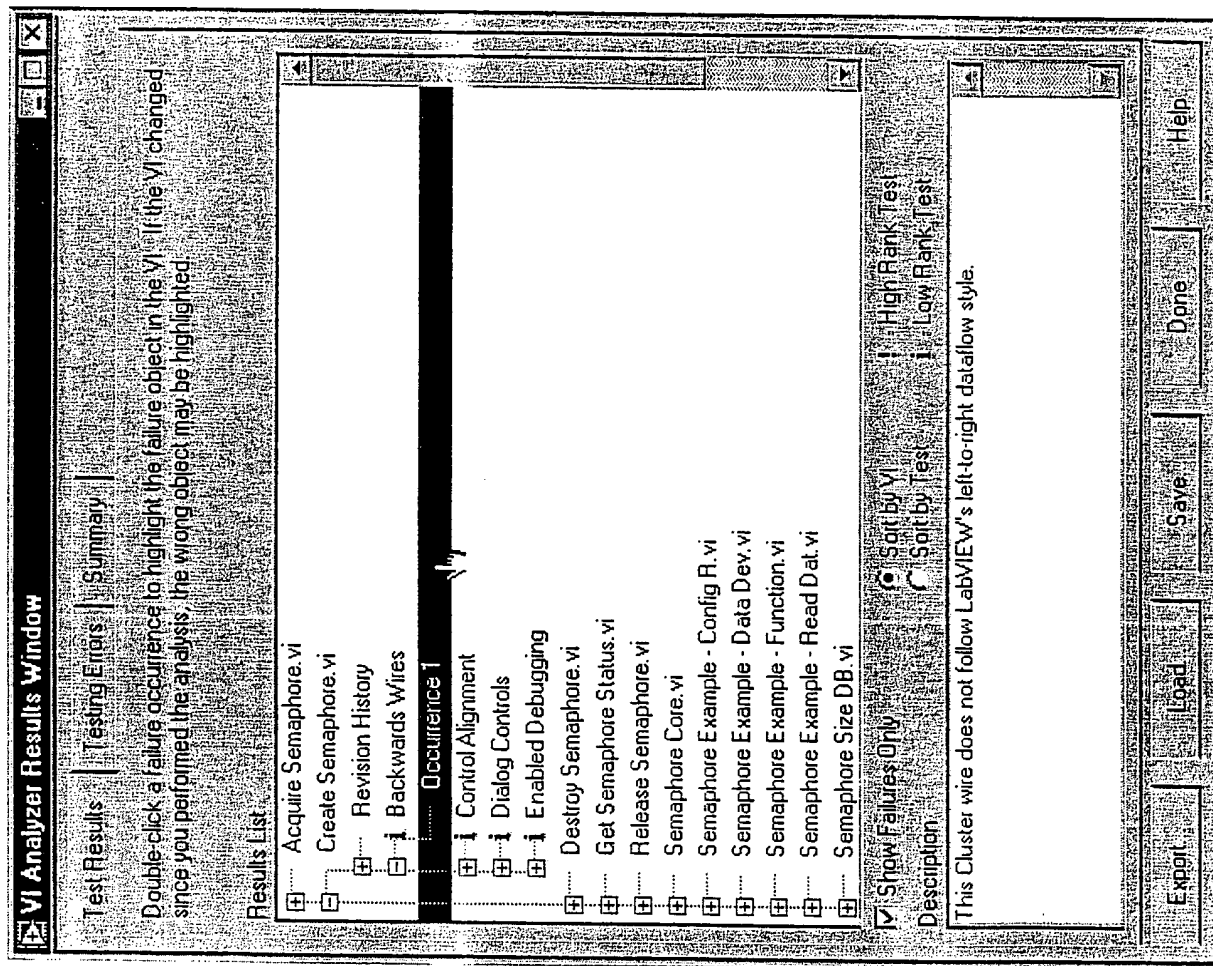 VI Analyzer Results Window
Test Results Testing Errors Summary
Double-click a failure occurrence to highlight the failure object in the VI. If the VI changed
since you performed the analysis, the wrong object may be highlighted.
Results List
Acquire Semaphore.vi
Create Semaphore.vi
Revision History
i Backwards Wires
Occurrence 1
i Control Alignment
i Dialog Controls
i Enabled Debugging
Destroy Semaphore.vi
Get Semaphore Status.vi
Release Semaphore.vi
Semaphore Core.vi
Semaphore Example - Config R.vi
Semaphore Example - Data Dev.vi
Semaphore Example - Function.vi
Semaphore Example - Read Dat.vi
Semaphore Size DB.vi
Show Failures Only Sort by VI ! High Rank Test
Sort by Test i Low Rank Test
Description
This Cluster wire does not follow LabVIEW's left-to-right dataflow style.
Export Load Save Done Help